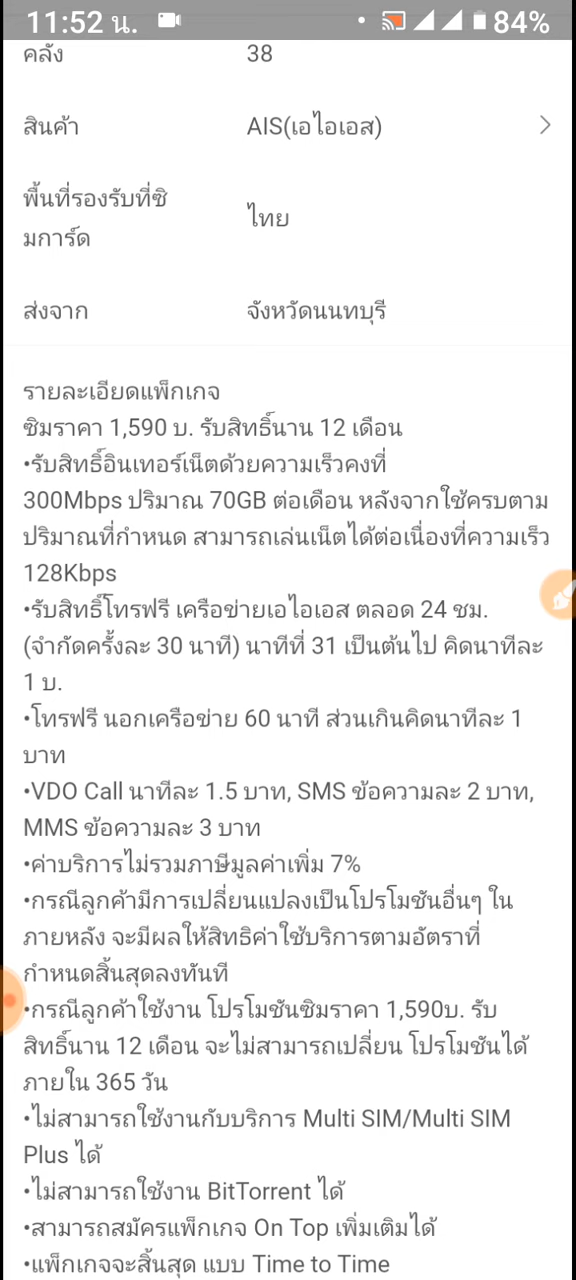 11:52 น. 84%
คลัง 38
สินค้า AIS(เอไอเอส)
พื้นที่รองรับที่ซิ
มการ์ด
ไทย
ส่งจาก จังหวัดนนทบุรี
รายละเอียดแพ็กเกจ
ซิมราคา 1,590 บ. รับสิทธิ์นาน 12 เดือน
•รับสิทธิ์อินเทอร์เน็ตด้วยความเร็วคงที่
300Mbps ปริมาณ 70GB ต่อเดือน หลังจากใช้ครบตาม
ปริมาณที่กำหนด สามารถเล่นเน็ตได้ต่อเนื่องที่ความเร็ว
128Kbps
•รับสิทธิ์โทรฟรี เครือข่ายเอไอเอส ตลอด 24 ชม.
(จำกัดครั้งละ 30 นาที) นาทีที่ 31 เป็นต้นไป คิดนาทีละ
1 บ.
•โทรฟรี นอกเครือข่าย 60 นาที ส่วนเกินคิดนาทีละ 1
บาท
•VDO Call นาทีละ 1.5 บาท, SMS ข้อความละ 2 บาท,
MMS ข้อความละ 3 บาท
•ค่าบริการไม่รวมภาษีมูลค่าเพิ่ม 7%
•กรณีลูกค้ามีการเปลี่ยนแปลงเป็นโปรโมชันอื่นๆ ใน
ภายหลัง จะมีผลให้สิทธิค่าใช้บริการตามอัตราที่
กำหนดสิ้นสุดลงทันที
•กรณีลูกค้าใช้งาน โปรโมชันซิมราคา 1,590บ. รับ
สิทธิ์นาน 12 เดือน จะไม่สามารถเปลี่ยน โปรโมชันได้
ภายใน 365 วัน
•ไม่สามารถใช้งานกับบริการ Multi SIM/Multi SIM
Plus ได้
•ไม่สามารถใช้งาน BitTorrent ได้
•สามารถสมัครแพ็กเกจ On Top เพิ่มเติมได้
•แพ็กเกจจะสิ้นสุด แบบ Time to Time